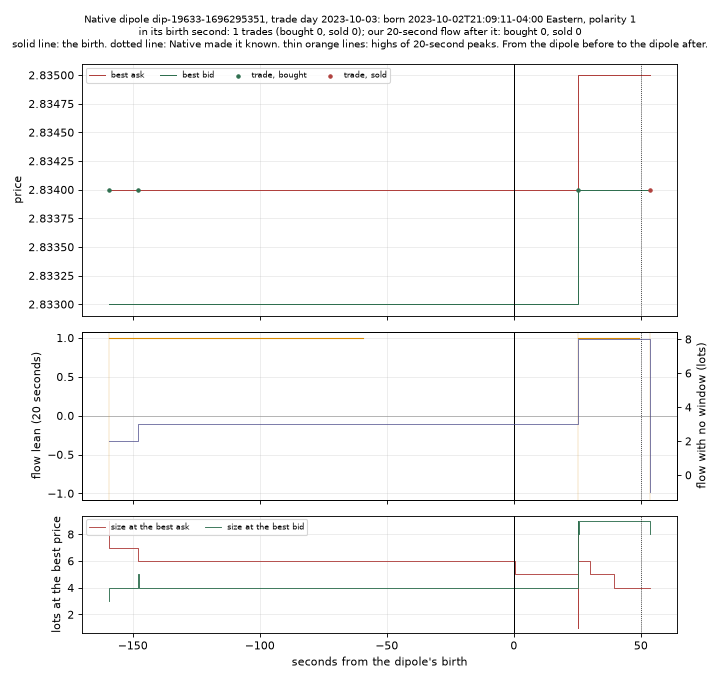 Native dipole dip-19633-1696295351, trade day 2023-10-03: born 2023-10-02T21:09:11-04:00 Eastern, polarity 1
in its birth second: 1 trades (bought 0, sold 0); our 20-second flow after it: bought 0, sold 0
solid line: the birth. dotted line: Native made it known. thin orange lines: highs of 20-second peaks. From the dipole before to the dipole after.
best ask
best bid
trade, bought
trade, sold
2.83500
2.83475
2.83450
2.83425
2.83400
2.83375
2.83350
2.83325
2.83300
price
1.0
0.5
0.0
−0.5
−1.0
flow lean (20 seconds)
8
6
4
2
0
flow with no window (lots)
size at the best ask
size at the best bid
8
6
4
2
lots at the best price
−150
−100
−50
0
50
seconds from the dipole's birth